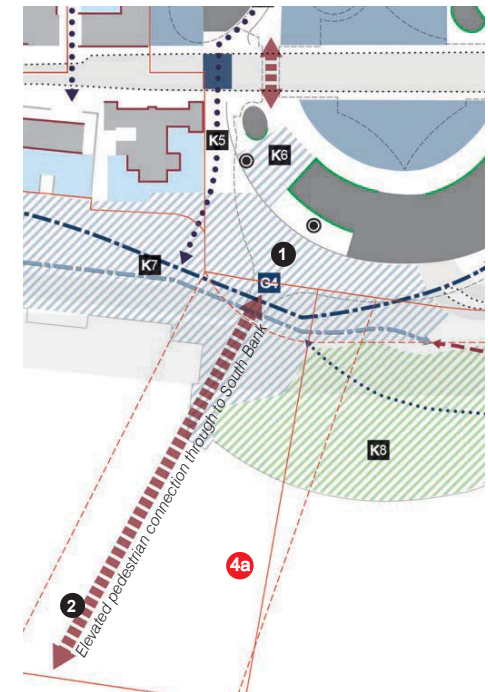 K5
K6
1
K7
G4
Elevated pedestrian connection through to South Bank
K8
4a
2